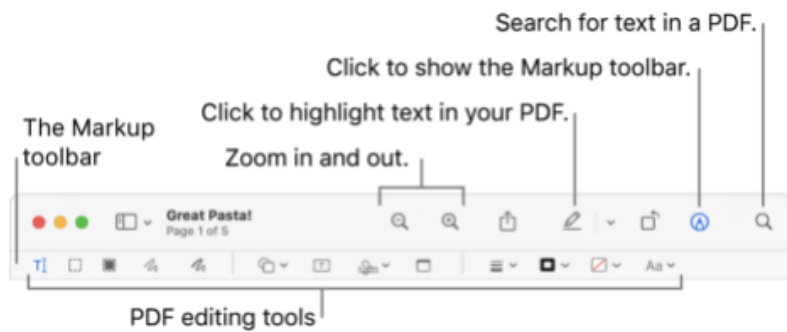 Search for text in a PDF.
Click to show the Markup toolbar.
Click to highlight text in your PDF.
The Markup
toolbar
Zoom in and out.
Great Pasta!
Page 1 of 5
T
T
Aa
PDF editing tools